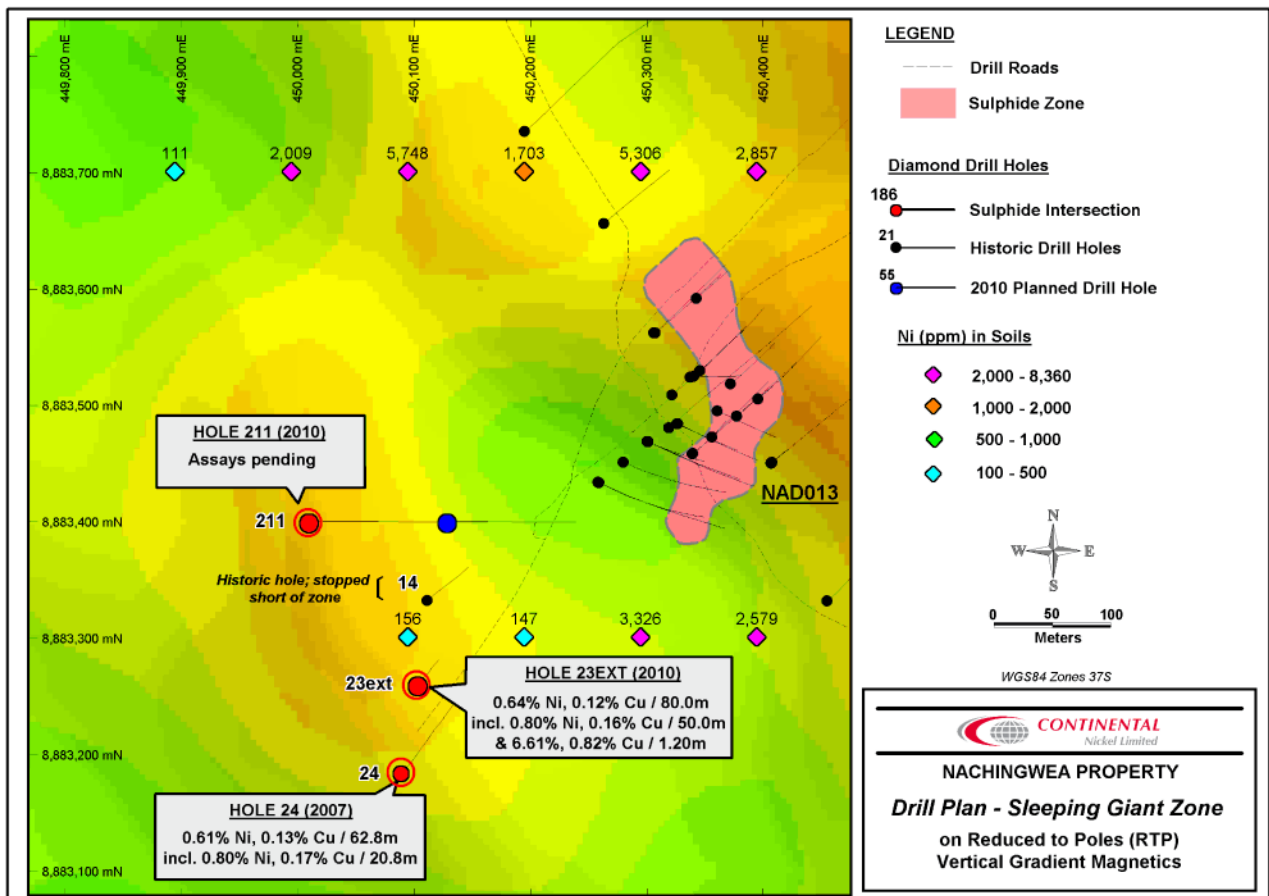 449,800 mE
449,900 mE
450,000 mE
450,100 mE
450,200 mE
450,300 mE
450,400 mE
111
2,009
5,748
1,703
5,306
2,857
8,883,700 mN
8,883,600 mN
8,883,500 mN
HOLE 211 (2010)
Assays pending
NAD013
8,883,400 mN
211
Historic hole; stopped
short of zone
14
156
147
3,326
2,579
8,883,300 mN
23ext
HOLE 23EXT (2010)
0.64% Ni, 0.12% Cu / 80.0m
incl. 0.80% Ni, 0.16% Cu / 50.0m
& 6.61%, 0.82% Cu / 1.20m
8,883,200 mN
24
HOLE 24 (2007)
0.61% Ni, 0.13% Cu / 62.8m
incl. 0.80% Ni, 0.17% Cu / 20.8m
8,883,100 mN
LEGEND
Drill Roads
Sulphide Zone
Diamond Drill Holes
186
Sulphide Intersection
21
Historic Drill Holes
55
2010 Planned Drill Hole
Ni (ppm) in Soils
2,000 - 8,360
1,000 - 2,000
500 - 1,000
100 - 500
N
W E
S
0 50 100
Meters
WGS84 Zones 37S
CONTINENTAL
Nickel Limited
NACHINGWEA PROPERTY
Drill Plan - Sleeping Giant Zone
on Reduced to Poles (RTP)
Vertical Gradient Magnetics